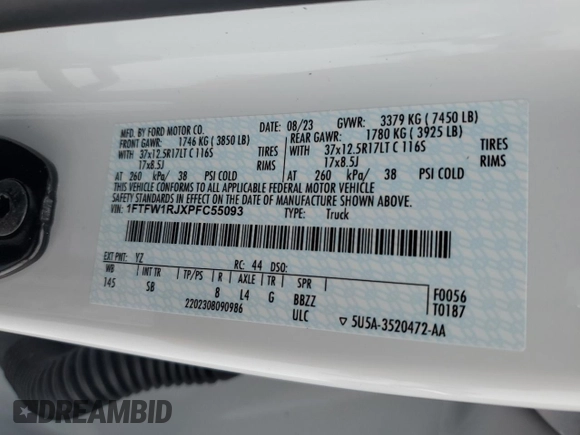 MFD. BY FORD MOTOR CO.
DATE: 08/23 GVWR: 3379 KG ( 7450 LB)
FRONT GAWR: 1746 KG ( 3850 LB) REAR GAWR: 1780 KG ( 3925 LB)
WITH 37x12.5R17LT C 116S TIRES WITH 37x12.5R17LT C 116S TIRES
17x8.5J RIMS 17x8.5J RIMS
AT 260 kPa/ 38 PSI COLD AT 260 kPa/ 38 PSI COLD
THIS VEHICLE CONFORMS TO ALL APPLICABLE FEDERAL MOTOR VEHICLE
SAFETY STANDARDS IN EFFECT ON THE DATE OF MANUFACTURE SHOWN ABOVE.
VIN: 1FTFW1RJXPFC55093 TYPE: Truck
EXT PNT: YZ RC: 44 DSO:
WB INT TR TP/PS R AXLE TR SPR
145 SB 8 L4 G BBZZ F0056
2202308090986 ULC T0187
▽ 5U5A-3520472-AA
DREAMBID.COM